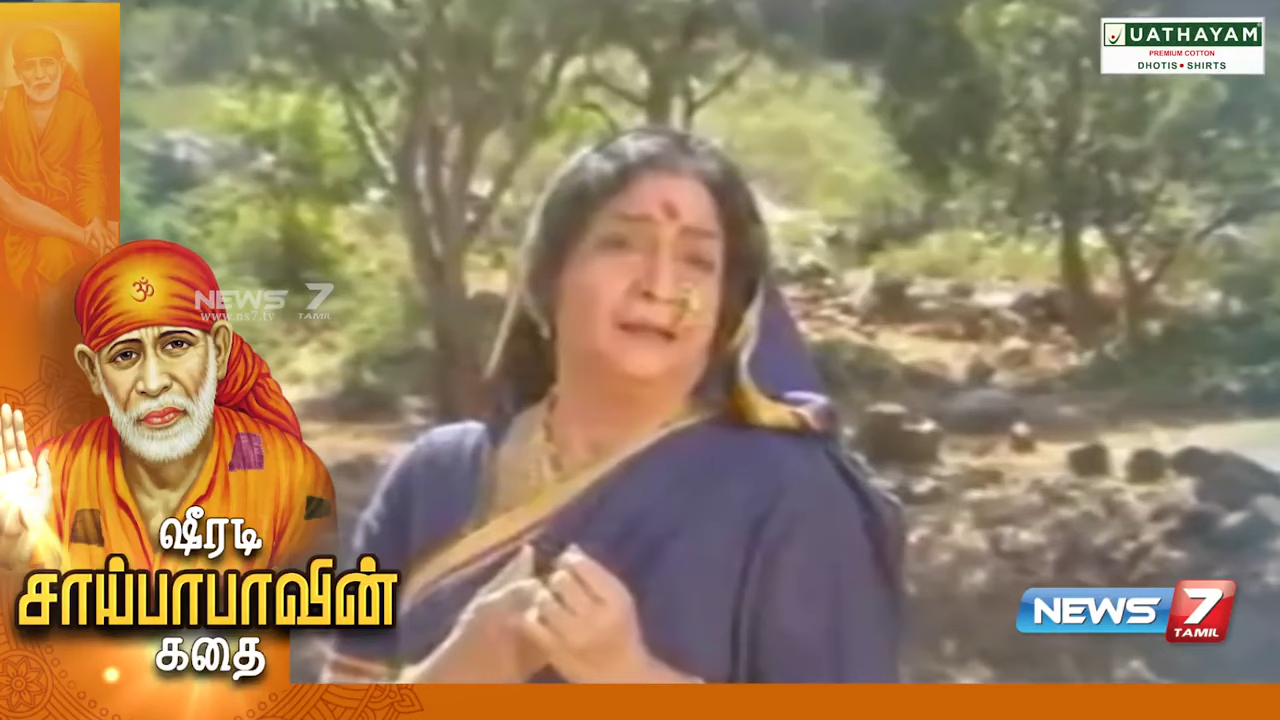 UATHAYAM
PREMIUM COTTON
DHOTIS • SHIRTS
ॐ
NEWS 7
www.ns7.tv TAMIL
ஷீரடி
சாய்பாபாவின்
கதை
NEWS 7
TAMIL